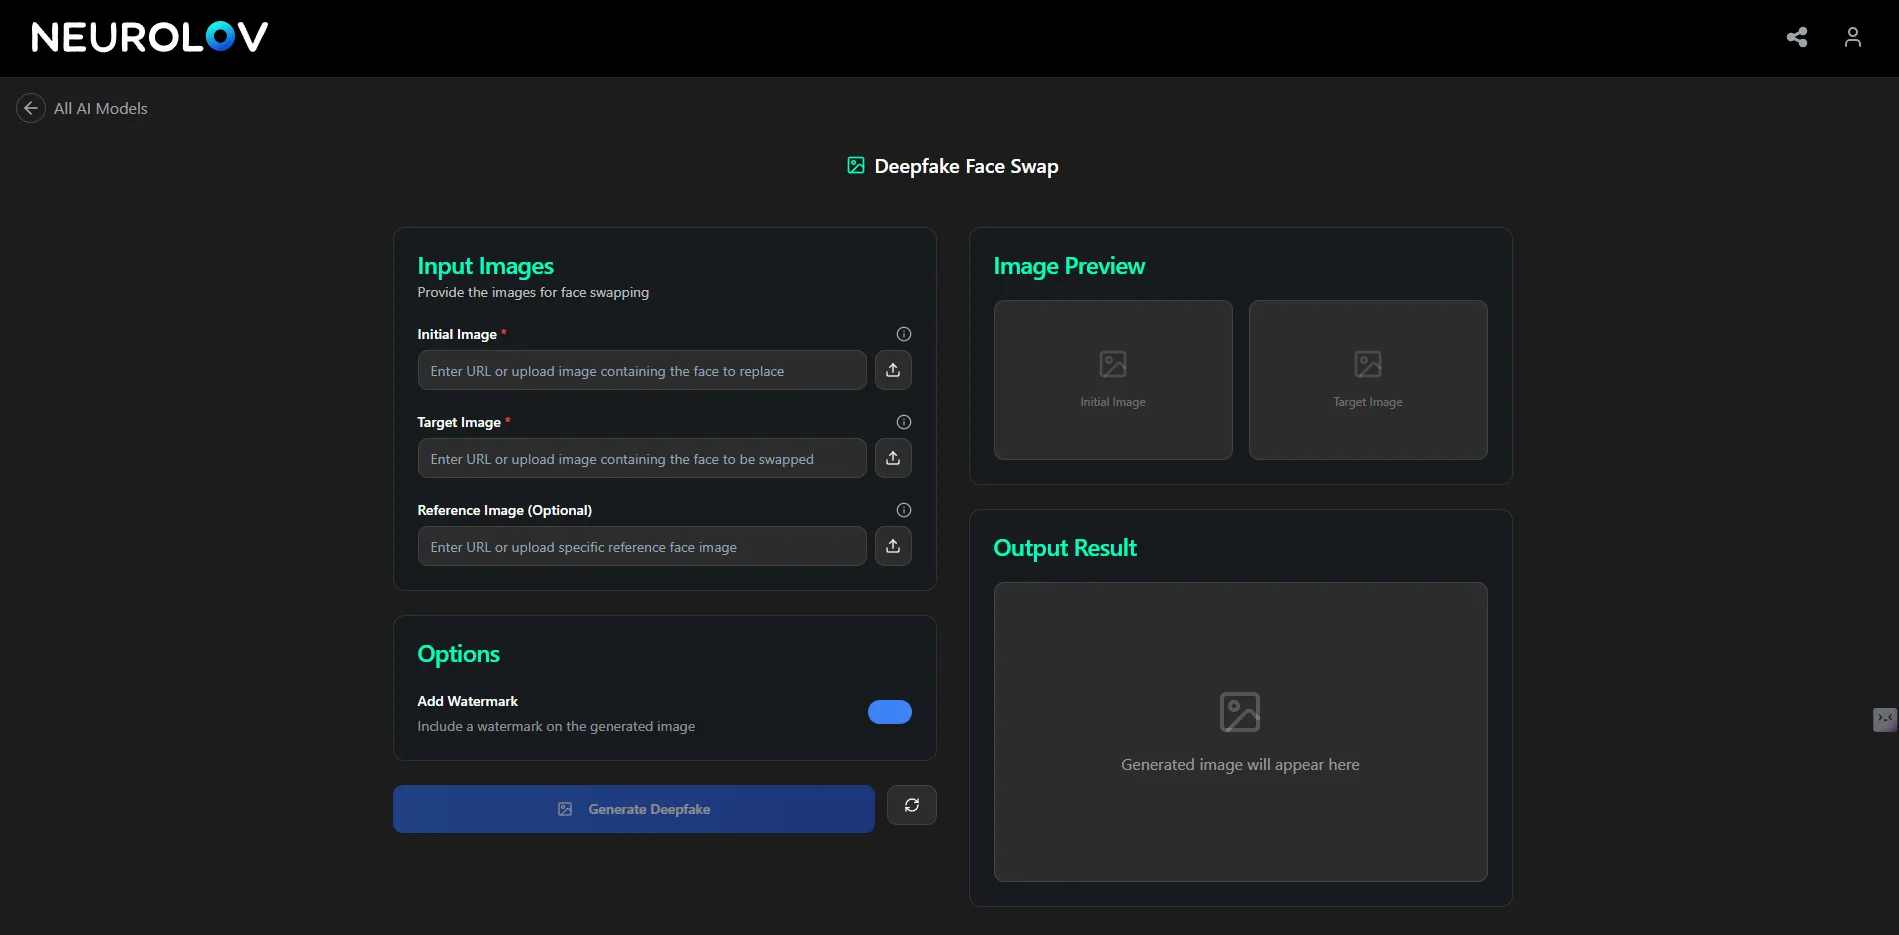 NEUROLOV
All AI Models
Deepfake Face Swap
Input Images
Provide the images for face swapping
Initial Image *
Enter URL or upload image containing the face to replace
Target Image *
Enter URL or upload image containing the face to be swapped
Reference Image (Optional)
Enter URL or upload specific reference face image
Options
Add Watermark
Include a watermark on the generated image
Generate Deepfake
Image Preview
Initial Image
Target Image
Output Result
Generated image will appear here